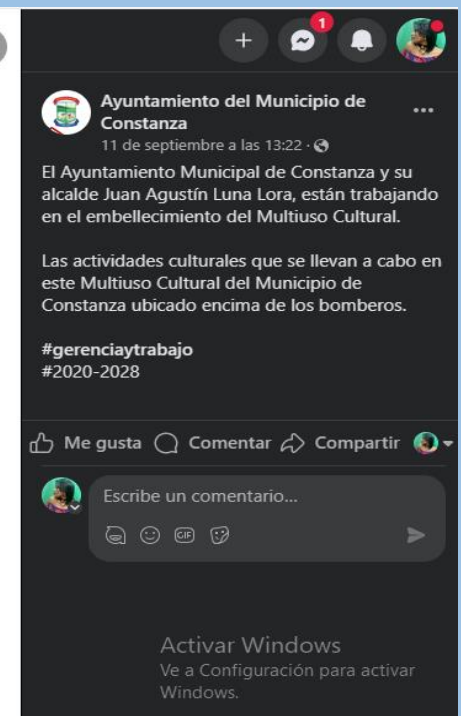 1
Ayuntamiento del Municipio de
Constanza
11 de septiembre a las 13:22 ·
El Ayuntamiento Municipal de Constanza y su
alcalde Juan Agustín Luna Lora, están trabajando
en el embellecimiento del Multiuso Cultural.
Las actividades culturales que se llevan a cabo en
este Multiuso Cultural del Municipio de
Constanza ubicado encima de los bomberos.
#gerenciaytrabajo
#2020-2028
Me gusta Comentar Compartir
Escribe un comentario...
GIF
Activar Windows
Ve a Configuración para activar
Windows.